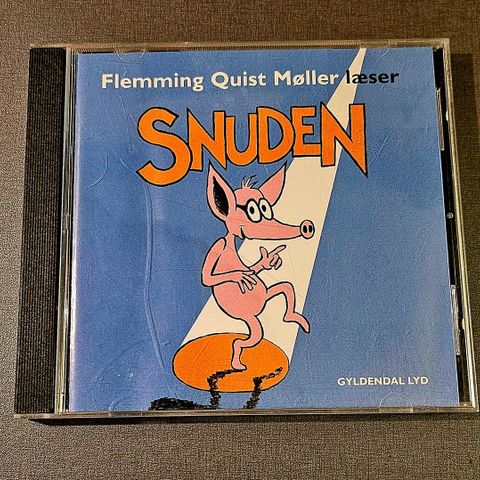 Flemming Quist Møller læser
SNUDEN
GYLDENDAL LYD